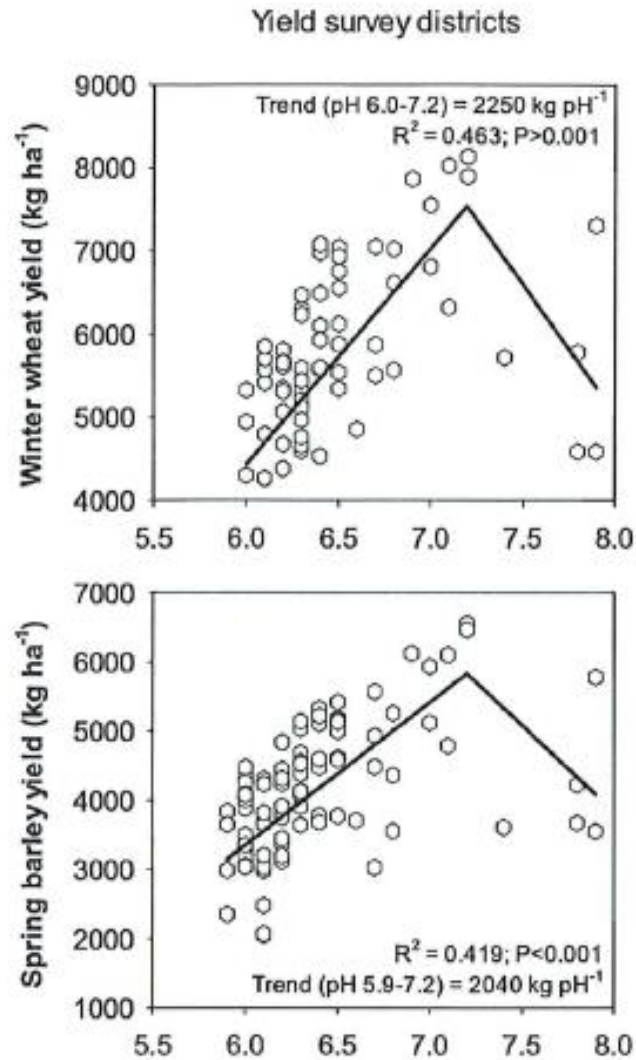 Yield survey districts
Trend (pH 6.0-7.2) = 2250 kg pH⁻¹
R² = 0.463; P>0.001
Winter wheat yield (kg ha⁻¹)
9000
8000
7000
6000
5000
4000
5.5 6.0 6.5 7.0 7.5 8.0
Spring barley yield (kg ha⁻¹)
7000
6000
5000
4000
3000
2000
1000
R² = 0.419; P<0.001
Trend (pH 5.9-7.2) = 2040 kg pH⁻¹
5.5 6.0 6.5 7.0 7.5 8.0